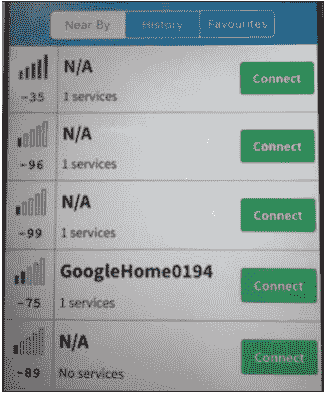 Near By History Favourites
N/A
Connect
-35 1 services
N/A
Connect
-96 1 services
N/A
Connect
-99 1 services
GoogleHome0194
Connect
-75 1 services
N/A
Connect
-89 No services